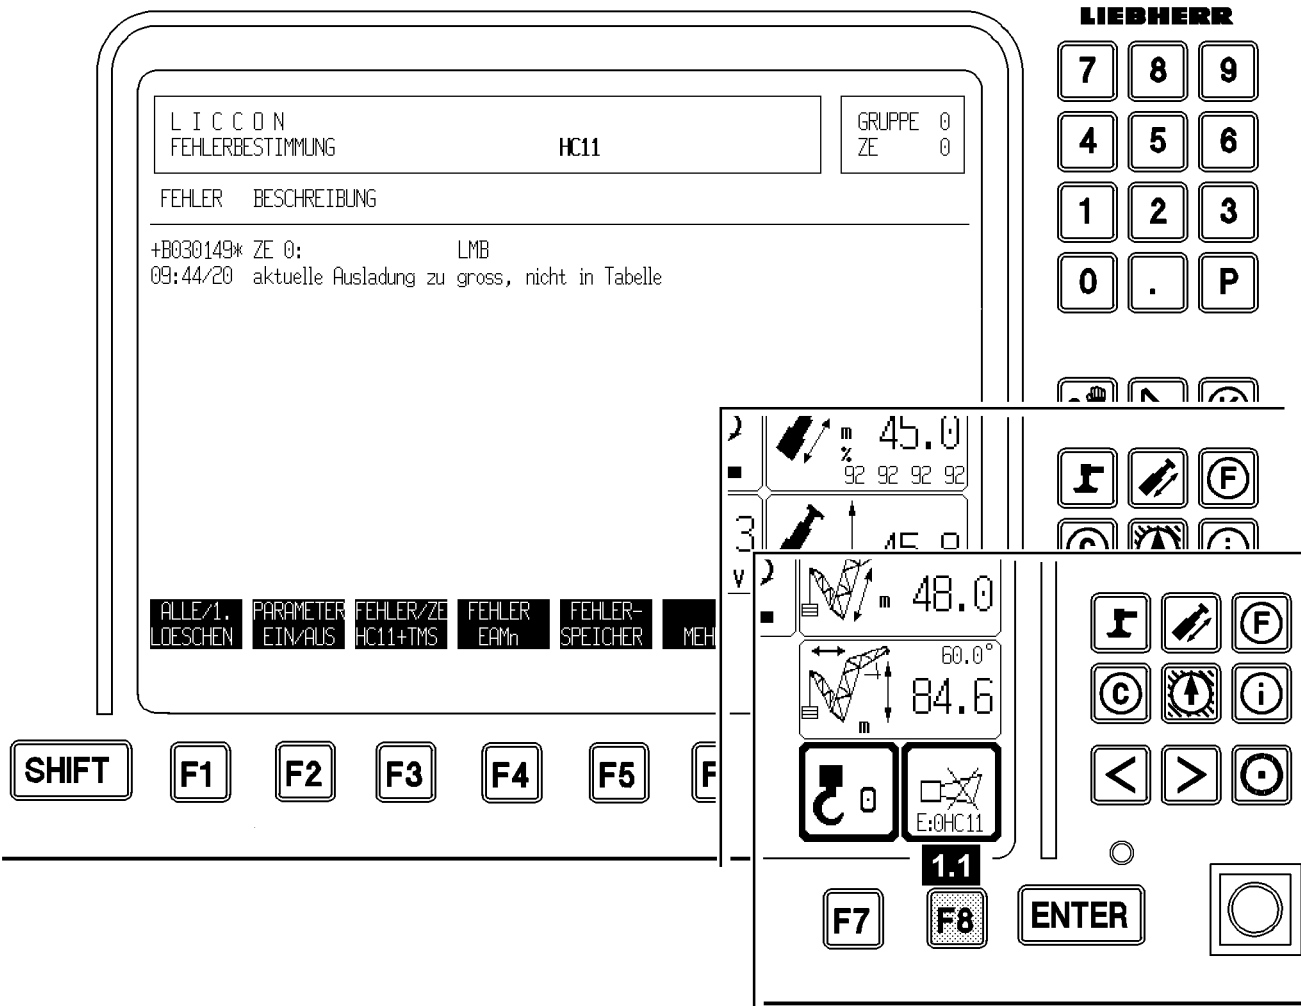 LIEBHERR
7 8 9
4 5 6
1 2 3
0 . P
L I C C O N
FEHLERBESTIMMUNG HC11
GRUPPE 0
ZE 0
FEHLER BESCHREIBUNG
+B030149* ZE 0: LMB
09:44/20 aktuelle Ausladung zu gross, nicht in Tabelle
ALLE/1. PARAMETER FEHLER/ZE FEHLER FEHLER-
LOESCHEN EIN/AUS HC11+TMS EAMn SPEICHER MEH
m 45.0
%
92 92 92 92
F
3
V
C i
m 48.0
60.0°
84.6
m
0
E:0HC11
1.1
F
C i
< >
SHIFT F1 F2 F3 F4 F5 F
F7 F8 ENTER